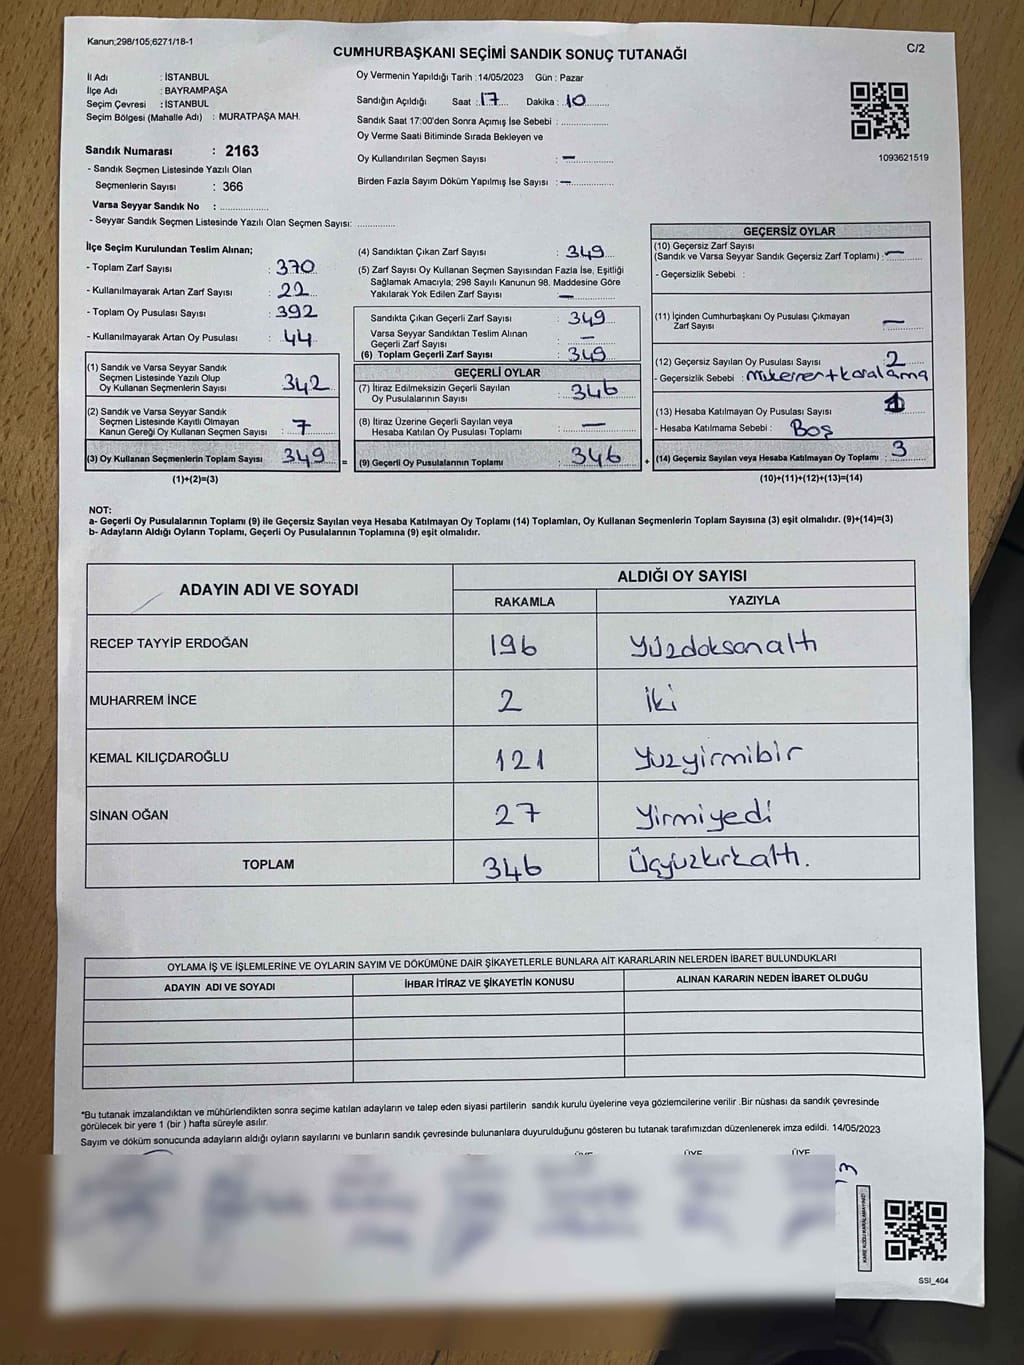 Kanun;298/105;6271/18-1
C/2
CUMHURBAŞKANI SEÇİMİ SANDIK SONUÇ TUTANAĞI
İl Adı : İSTANBUL
İlçe Adı : BAYRAMPAŞA
Seçim Çevresi : İSTANBUL
Seçim Bölgesi (Mahalle Adı) : MURATPAŞA MAH.
Sandık Numarası : 2163
- Sandık Seçmen Listesinde Yazılı Olan
Seçmenlerin Sayısı : 366
Varsa Seyyar Sandık No : ....................
- Seyyar Sandık Seçmen Listesinde Yazılı Olan Seçmen Sayısı: ...............
Oy Vermenin Yapıldığı Tarih :14/05/2023 Gün : Pazar
Sandığın Açıldığı Saat : 17 Dakika : 10
Sandık Saat 17:00'den Sonra Açımış İse Sebebi : ...................
Oy Verme Saati Bitiminde Sırada Bekleyen ve
Oy Kullandırılan Seçmen Sayısı : —
Birden Fazla Sayım Döküm Yapılmış İse Sayısı : —
1093621519
İlçe Seçim Kurulundan Teslim Alınan;
- Toplam Zarf Sayısı : 370
- Kullanılmayarak Artan Zarf Sayısı : 22
- Toplam Oy Pusulası Sayısı : 392
- Kullanılmayarak Artan Oy Pusulası : 44
(1) Sandık ve Varsa Seyyar Sandık
Seçmen Listesinde Yazılı Olup
Oy Kullanan Seçmenlerin Sayısı : 342
(2) Sandık ve Varsa Seyyar Sandık
Seçmen Listesinde Kayıtlı Olmayan
Kanun Gereği Oy Kullanan Seçmen Sayısı : 7
(3) Oy Kullanan Seçmenlerin Toplam Sayısı : 349
(1)+(2)=(3)
(4) Sandıktan Çıkan Zarf Sayısı : 349
(5) Zarf Sayısı Oy Kullanan Seçmen Sayısından Fazla İse, Eşitliği
Sağlamak Amacıyla; 298 Sayılı Kanunun 98. Maddesine Göre
Yakılarak Yok Edilen Zarf Sayısı : —
Sandıkta Çıkan Geçerli Zarf Sayısı : 349
Varsa Seyyar Sandıktan Teslim Alınan
Geçerli Zarf Sayısı : —
(6) Toplam Geçerli Zarf Sayısı : 349
GEÇERLİ OYLAR
(7) İtiraz Edilmeksizin Geçerli Sayılan
Oy Pusulalarının Sayısı : 346
(8) İtiraz Üzerine Geçerli Sayılan veya
Hesaba Katılan Oy Pusulası Toplamı : —
= (9) Geçerli Oy Pusulalarının Toplamı : 346
GEÇERSİZ OYLAR
(10) Geçersiz Zarf Sayısı
(Sandık ve Varsa Seyyar Sandık Geçersiz Zarf Toplamı) : —
- Geçersizlik Sebebi :
(11) İçinden Cumhurbaşkanı Oy Pusulası Çıkmayan
Zarf Sayısı : —
(12) Geçersiz Sayılan Oy Pusulası Sayısı : 2
- Geçersizlik Sebebi : mükerrer+karalama
(13) Hesaba Katılmayan Oy Pusulası Sayısı : 1
- Hesaba Katılmama Sebebi : Boş
+ (14) Geçersiz Sayılan veya Hesaba Katılmayan Oy Toplamı : 3
(10)+(11)+(12)+(13)=(14)
NOT:
a- Geçerli Oy Pusulalarının Toplamı (9) ile Geçersiz Sayılan veya Hesaba Katılmayan Oy Toplamı (14) Toplamları, Oy Kullanan Seçmenlerin Toplam Sayısına (3) eşit olmalıdır. (9)+(14)=(3)
b- Adayların Aldığı Oyların Toplamı, Geçerli Oy Pusulalarının Toplamına (9) eşit olmalıdır.
ADAYIN ADI VE SOYADI
ALDIĞI OY SAYISI
RAKAMLA YAZIYLA
RECEP TAYYİP ERDOĞAN 196 Yüzdoksanaltı
MUHARREM İNCE 2 İki
KEMAL KILIÇDAROĞLU 121 Yüzyirmibir
SİNAN OĞAN 27 Yirmiyedi
TOPLAM 346 Üçyüzkırkaltı.
OYLAMA İŞ VE İŞLEMLERİNE VE OYLARIN SAYIM VE DÖKÜMÜNE DAİR ŞİKAYETLERLE BUNLARA AİT KARARLARIN NELERDEN İBARET BULUNDUKLARI
ADAYIN ADI VE SOYADI İHBAR İTİRAZ VE ŞİKAYETİN KONUSU ALINAN KARARIN NEDEN İBARET OLDUĞU
*Bu tutanak imzalandıktan ve mühürlendikten sonra seçime katılan adayların ve talep eden siyasi partilerin sandık kurulu üyelerine veya gözlemcilerine verilir .Bir nüshası da sandık çevresinde
görülecek bir yere 1 (bir ) hafta süreyle asılır.
Sayım ve döküm sonucunda adayların aldığı oyların sayılarını ve bunların sandık çevresinde bulunanlara duyurulduğunu gösteren bu tutanak tarafımızdan düzenlenerek imza edildi. 14/05/2023
ÜYE ÜYE ÜYE
KARE KODU KARALAMAYINIZ!
SSI_404